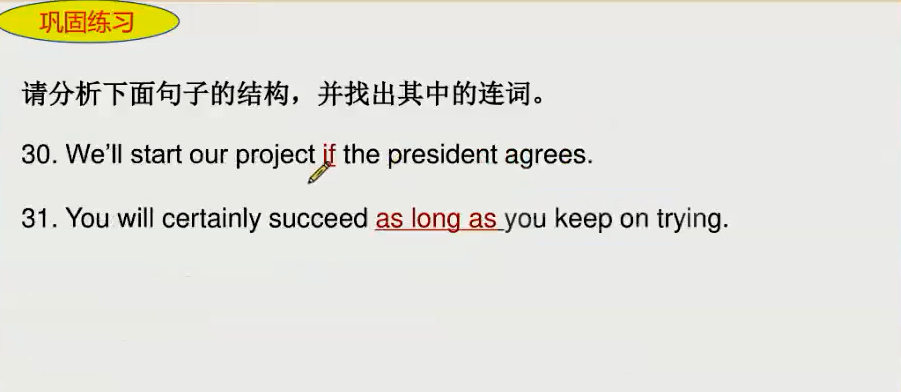 巩固练习
请分析下面句子的结构，并找出其中的连词。
30. We’ll start our project if the president agrees.
31. You will certainly succeed as long as you keep on trying.